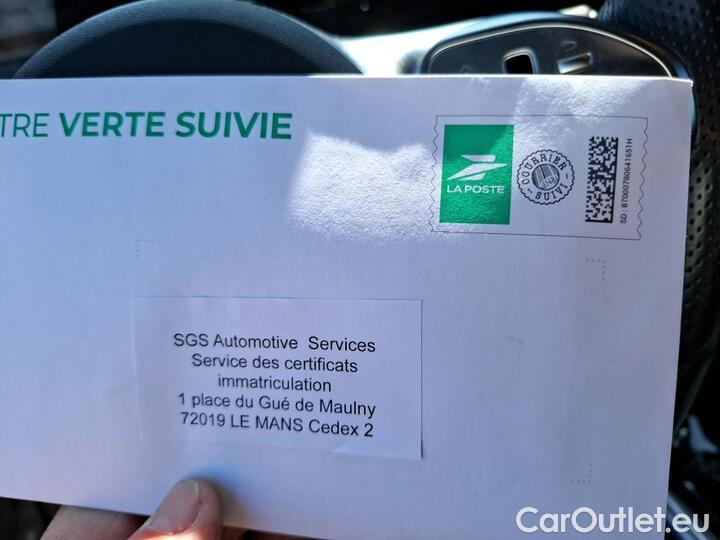 TRE VERTE SUIVIE
LA POSTE
COURRIER
SUIVI
SD : 87000780641651H
SGS Automotive Services
Service des certificats
immatriculation
1 place du Gué de Maulny
72019 LE MANS Cedex 2
CarOutlet.eu